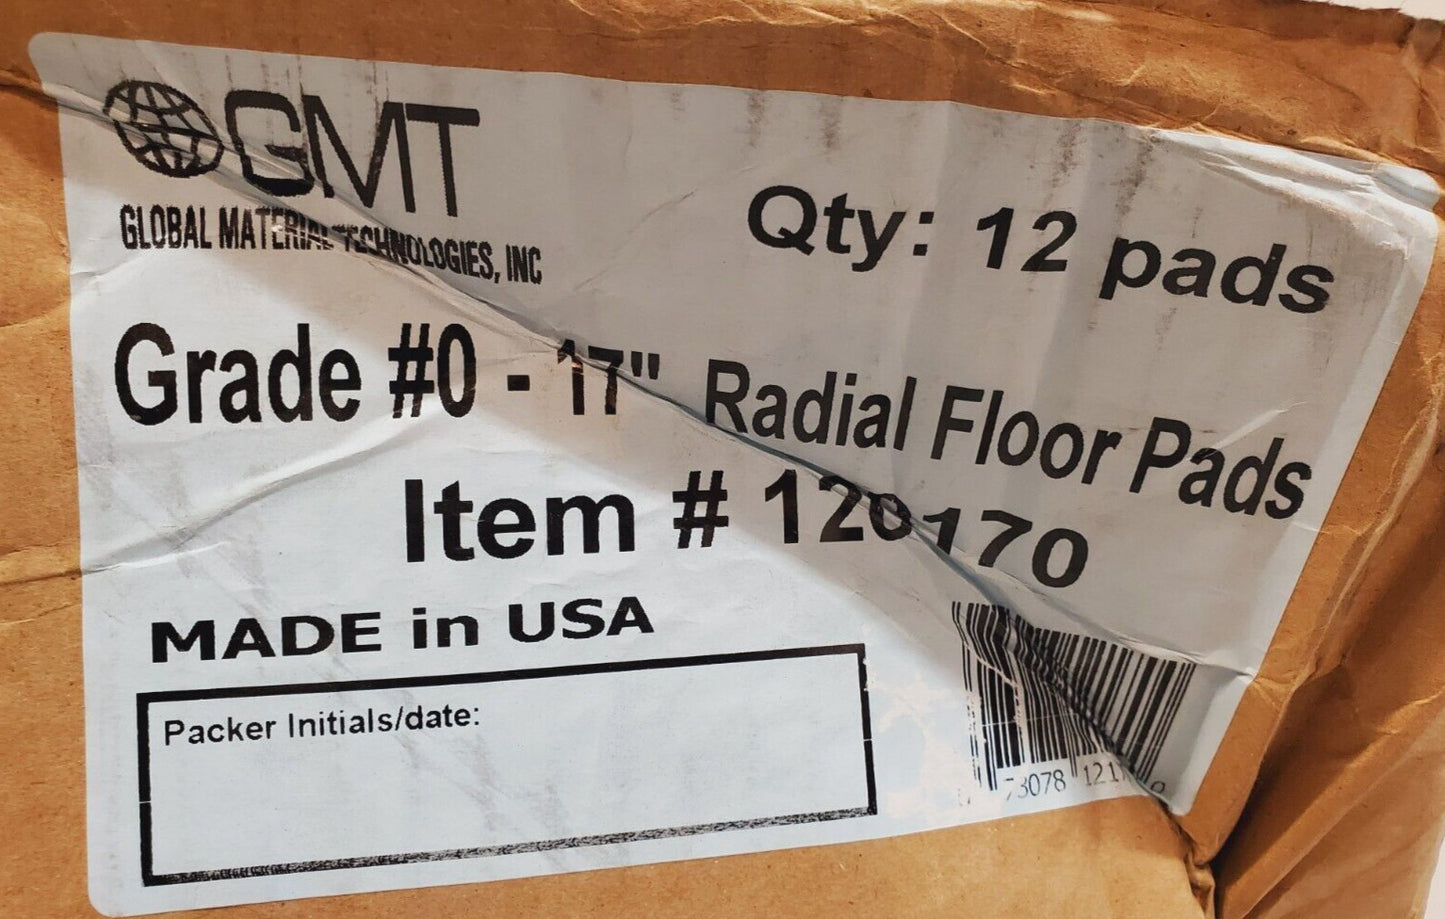 GMT
GLOBAL MATERIAL TECHNOLOGIES, INC
Qty: 12 pads
Grade #0 - 17" Radial Floor Pads
Item # 120170
MADE in USA
Packer Initials/date:
73078